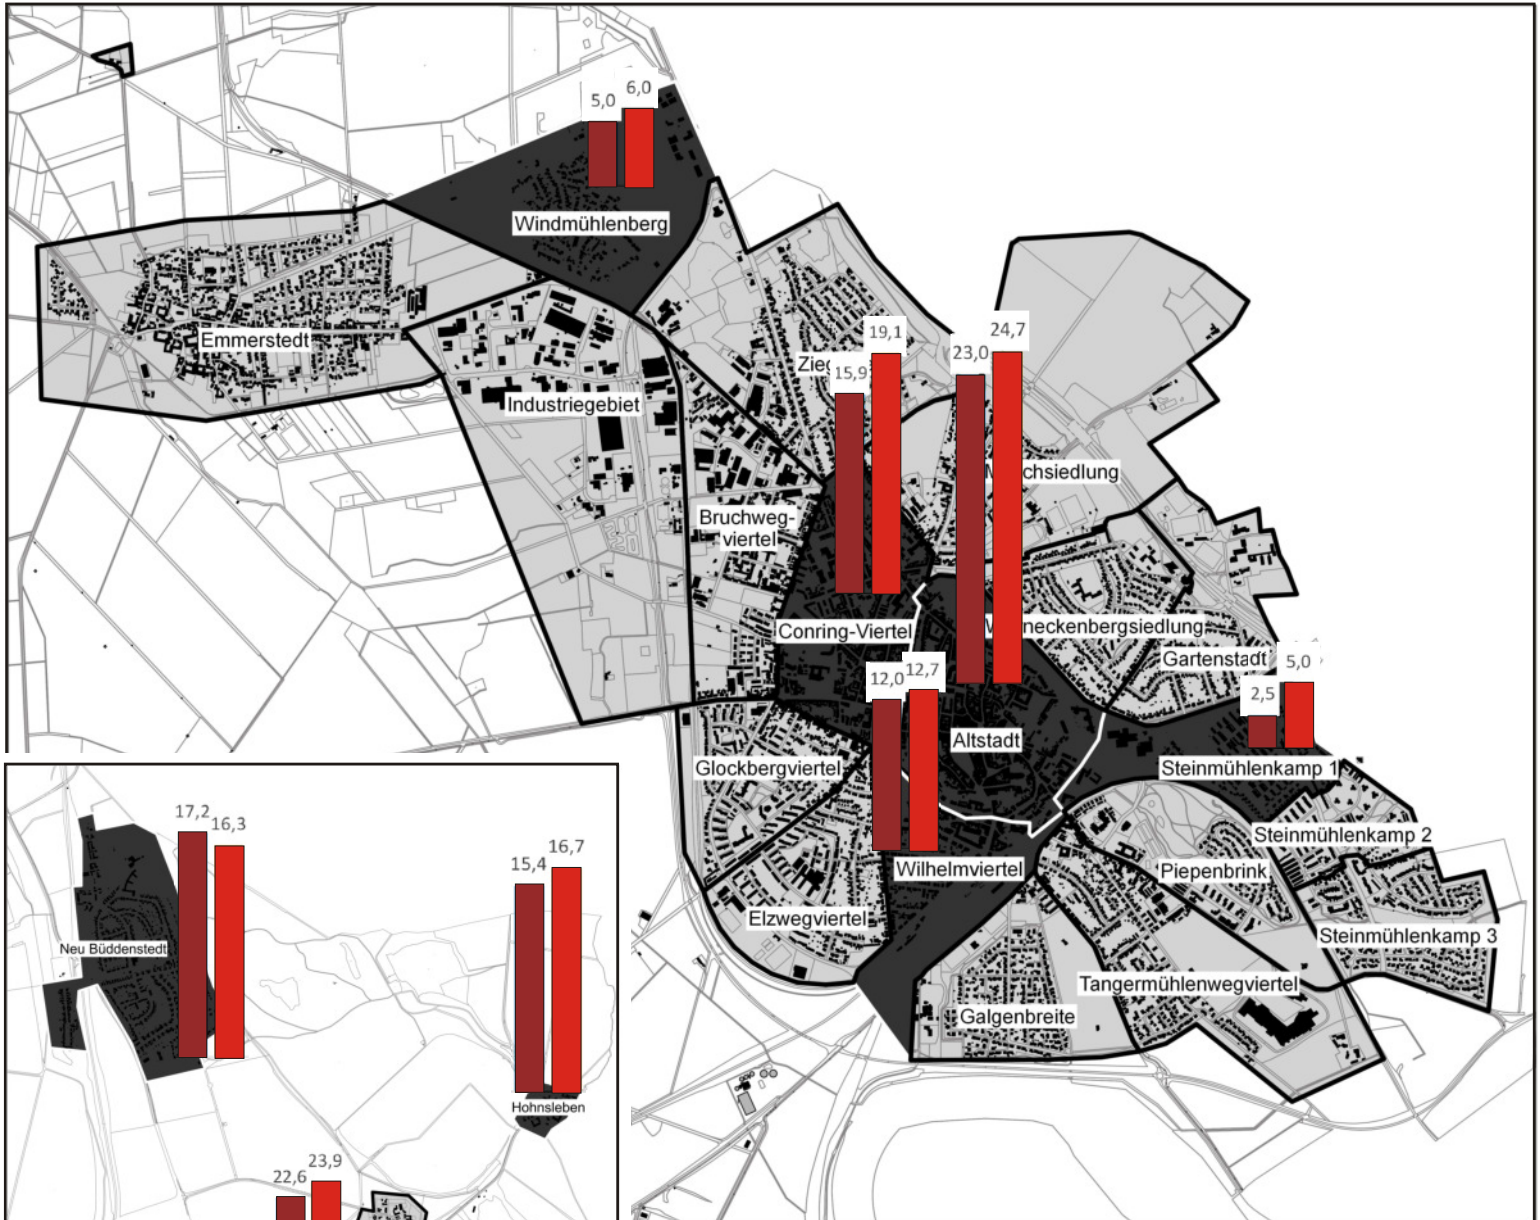 6,0
5,0
Windmühlenberg
19,1
24,7
Emmerstedt
23,0
Zieg
15,9
Industriegebiet
chsiedlung
Bruchweg-
viertel
Conring-Viertel
neckenbergsiedlung
Gartenstadt
5,0
12,0
12,7
2,5
Altstadt
Glockbergviertel
Steinmühlenkamp 1
17,2
16,3
Steinmühlenkamp 2
15,4
16,7
Wilhelmviertel
Piepenbrink
Elzwegviertel
Steinmühlenkamp 3
Neu Büddenstedt
Tangermühlenwegviertel
Galgenbreite
Hohnsleben
23,9
22,6